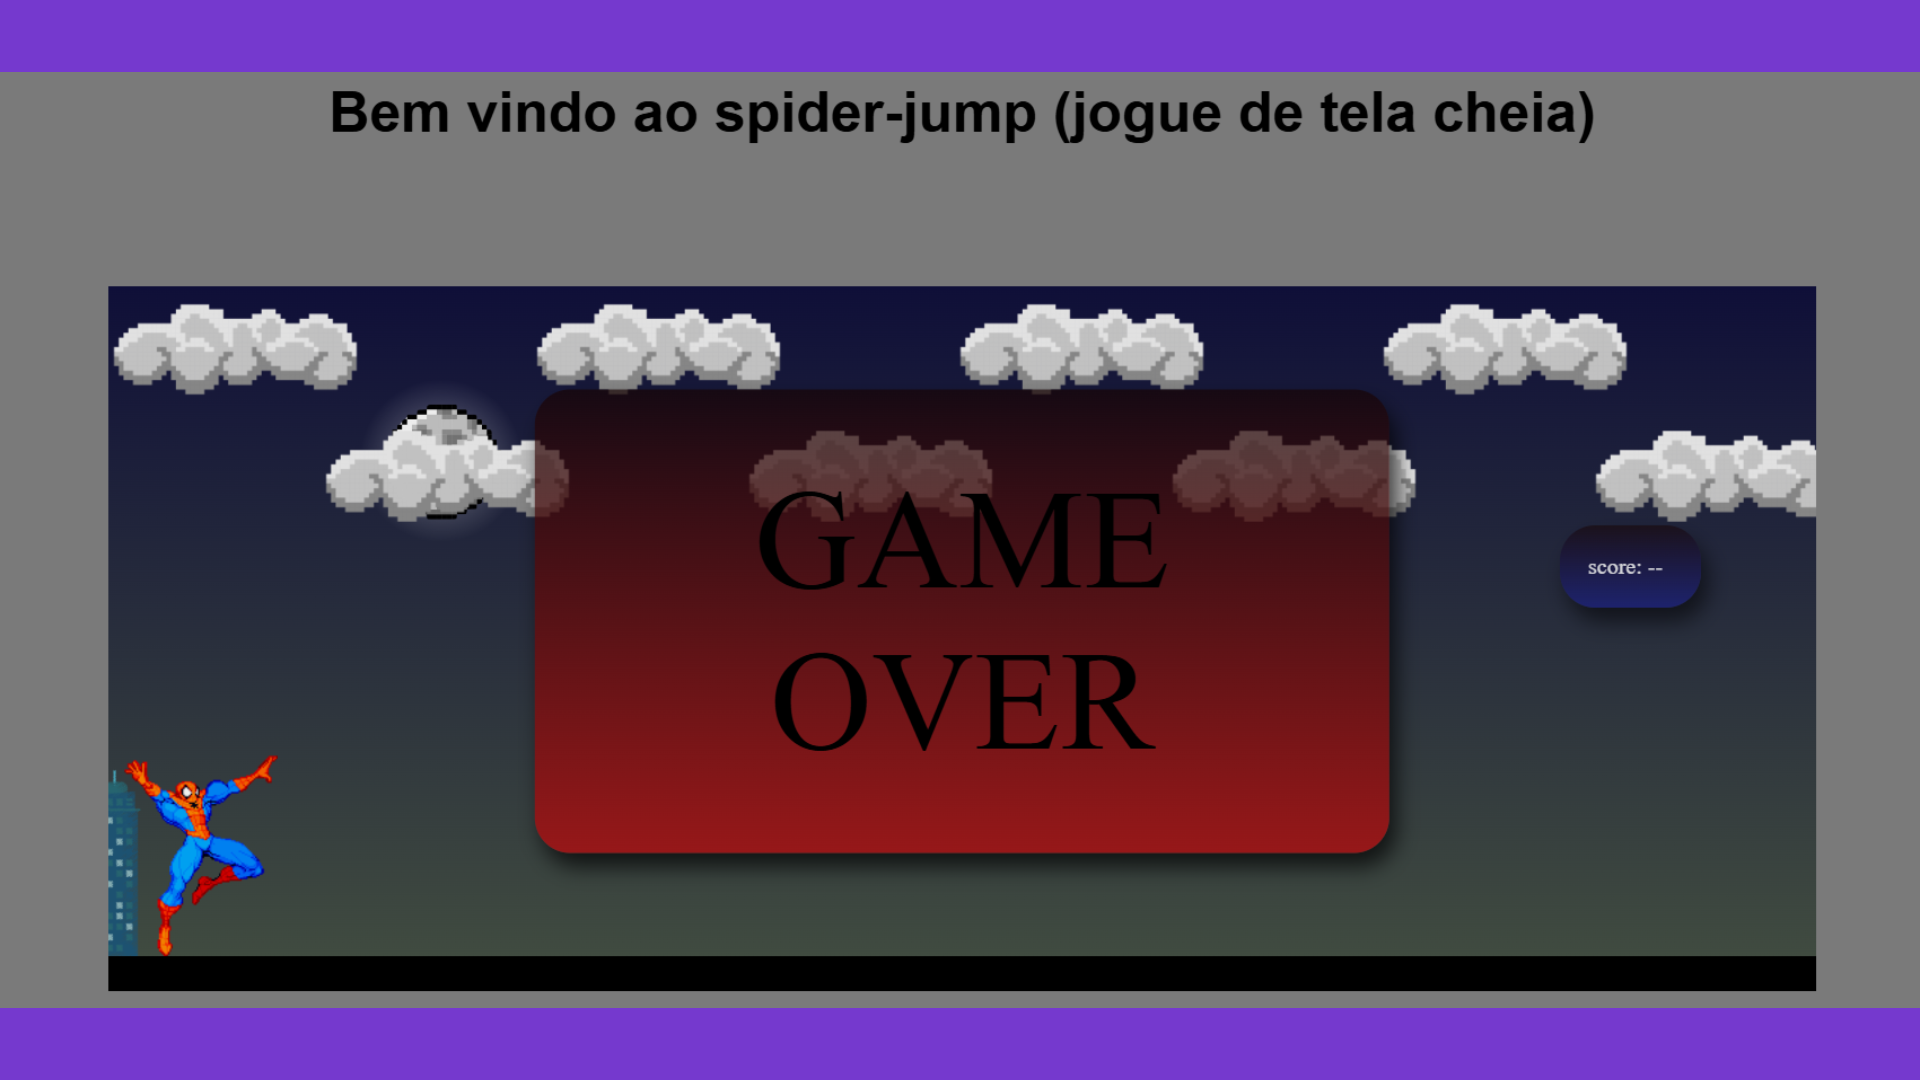 Bem vindo ao spider-jump (jogue de tela cheia)
GAME
OVER
score: --